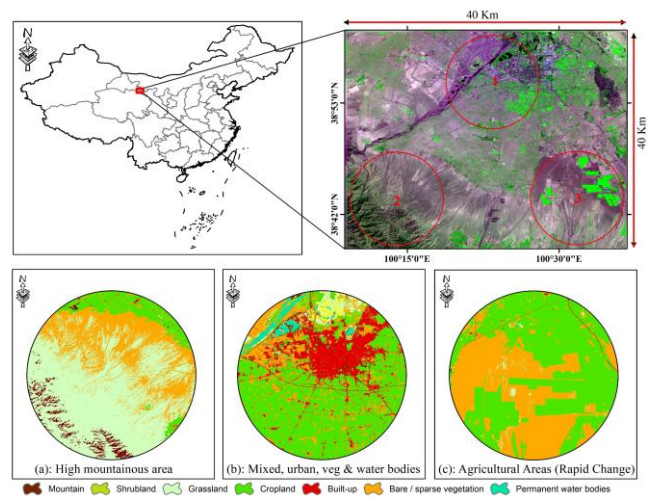 40 Km
N
1
2
3
40 Km
38°53'0"N
38°42'0"N
100°15'0"E
100°30'0"E
N
N
N
(a): High mountainous area
(b): Mixed, urban, veg & water bodies
(c): Agricultural Areas (Rapid Change)
Mountain
Shrubland
Grassland
Cropland
Built-up
Bare / sparse vegetation
Permanent water bodies